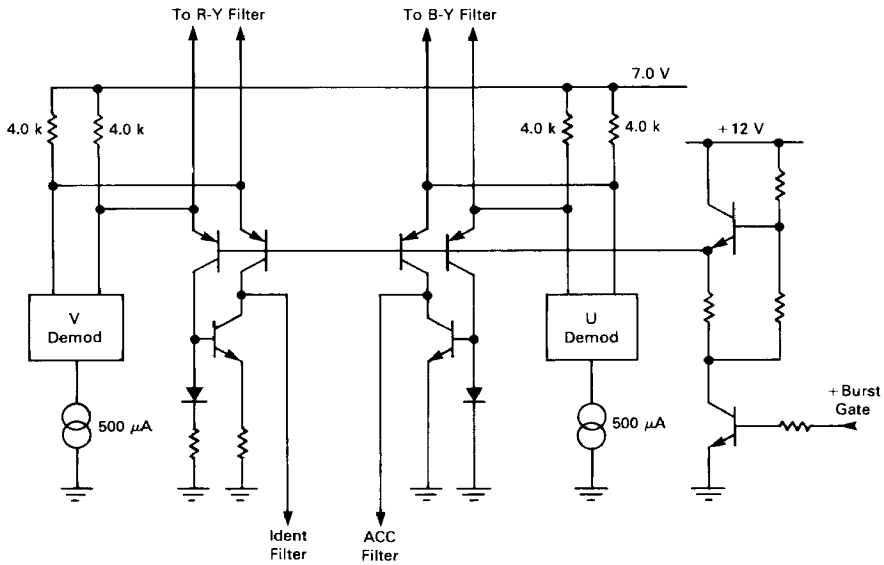 To R-Y Filter
To B-Y Filter
7.0 V
4.0 k
4.0 k
4.0 k
4.0 k
+12 V
V
Demod
U
Demod
+Burst
Gate
500 μA
500 μA
Ident
Filter
ACC
Filter